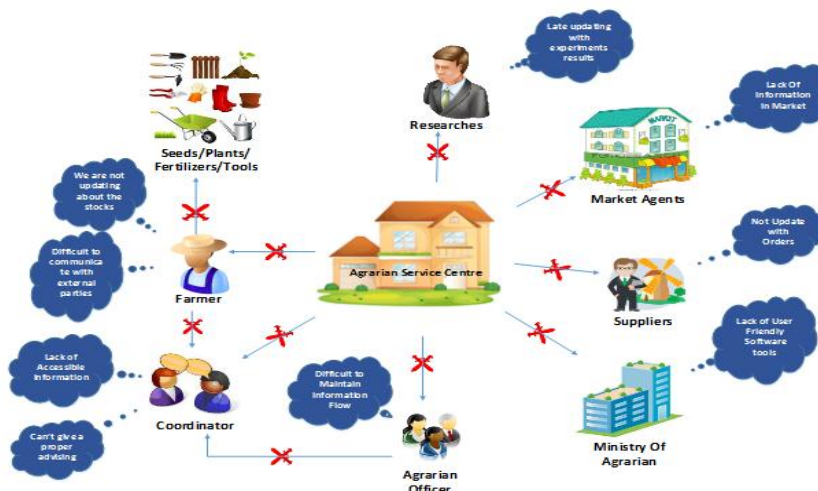 Late updating
with
experiments
results
Researches
Lack Of
Information
In Market
MARKET
Market Agents
Seeds/Plants/
Fertilizers/Tools
We are not
updating
about the
stocks
Difficult to
communica
te with
external
parties
Farmer
Agrarian Service Centre
Not Update
with
Orders
Suppliers
Lack of User
Friendly
Software
tools
Lack of
Accessible
Information
Can't give a
proper
advising
Coordinator
Difficult to
Maintain
Information
Flow
Agrarian
Officer
Ministry Of
Agrarian